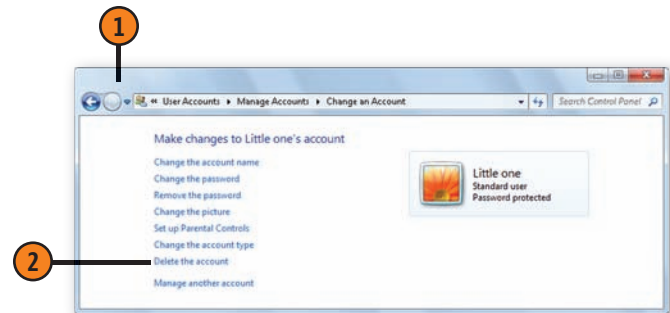 1
« User Accounts ▸ Manage Accounts ▸ Change an Account
Search Control Panel
Make changes to Little one's account
Change the account name
Change the password
Remove the password
Change the picture
Set up Parental Controls
Change the account type
2
Delete the account
Manage another account
Little one
Standard user
Password protected